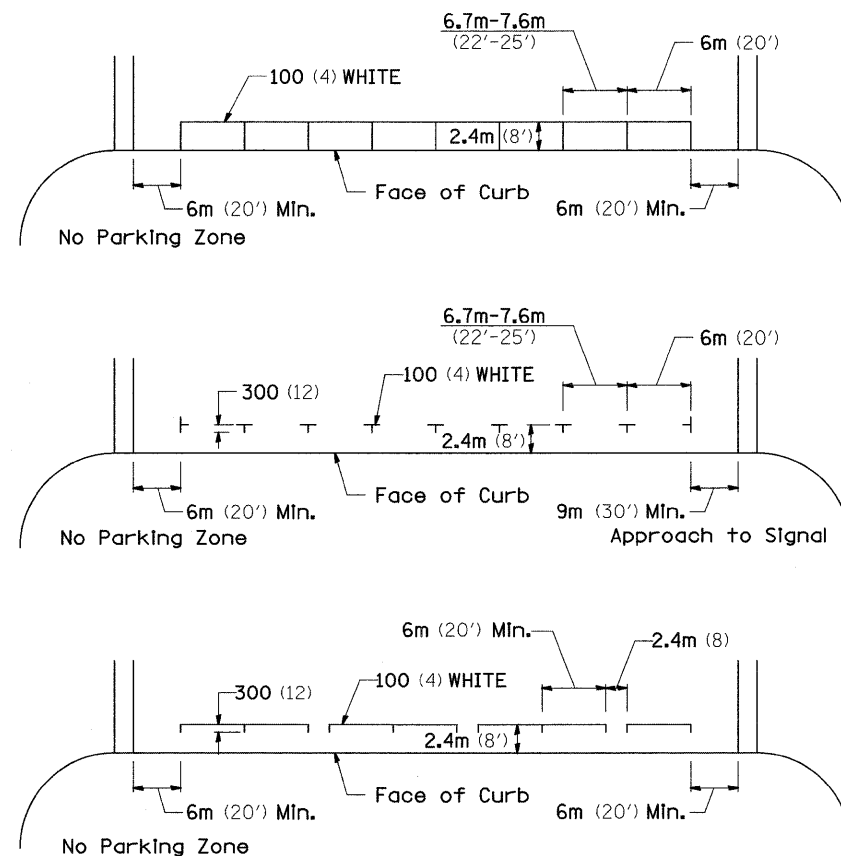 6.7m-7.6m
(22'-25')
6m (20')
100 (4) WHITE
2.4m (8')
Face of Curb
6m (20') Min.
6m (20') Min.
No Parking Zone
6.7m-7.6m
(22'-25')
6m (20')
300 (12)
100 (4) WHITE
2.4m (8')
Face of Curb
6m (20') Min.
9m (30') Min.
No Parking Zone
Approach to Signal
6m (20') Min.
2.4m (8)
300 (12)
100 (4) WHITE
2.4m (8')
Face of Curb
6m (20') Min.
6m (20') Min.
No Parking Zone